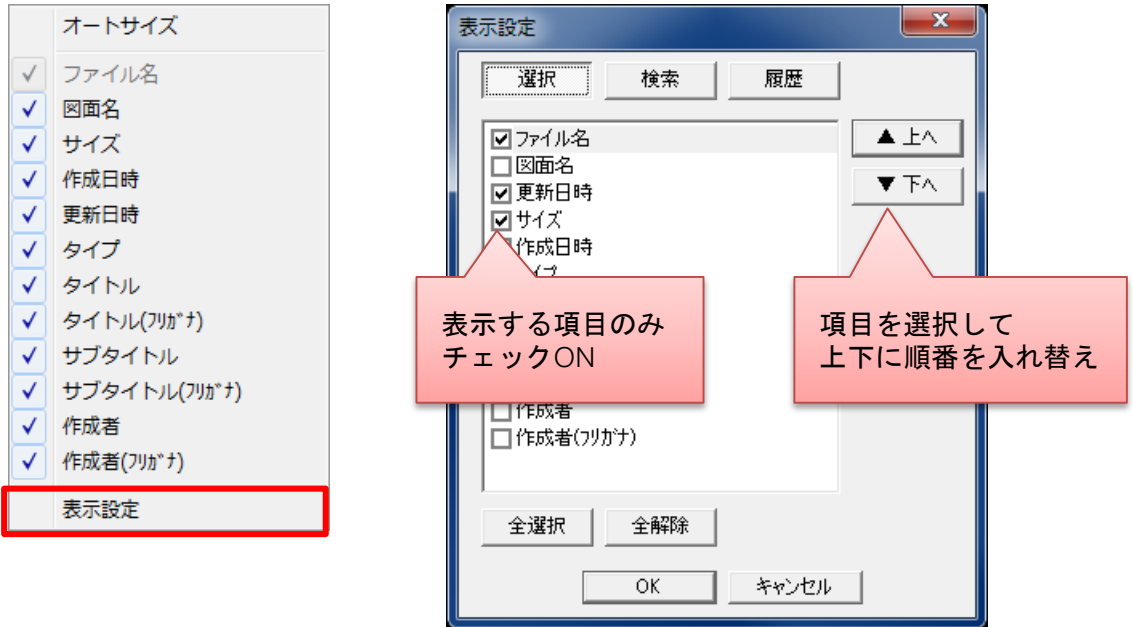 オートサイズ
ファイル名
図面名
サイズ
作成日時
更新日時
タイプ
タイトル
タイトル(ﾌﾘｶﾞﾅ)
サブタイトル
サブタイトル(ﾌﾘｶﾞﾅ)
作成者
作成者(ﾌﾘｶﾞﾅ)
表示設定
表示設定
選択 検索 履歴
ファイル名
図面名
更新日時
サイズ
作成日時
▲ 上へ
▼ 下へ
表示する項目のみ
チェックON
項目を選択して
上下に順番を入れ替え
作成者
作成者(フリガナ)
全選択 全解除
OK キャンセル